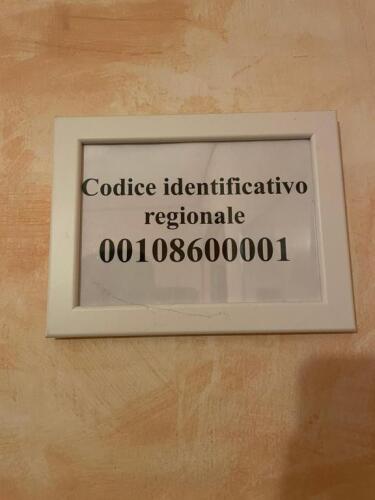 Codice identificativo
regionale
00108600001